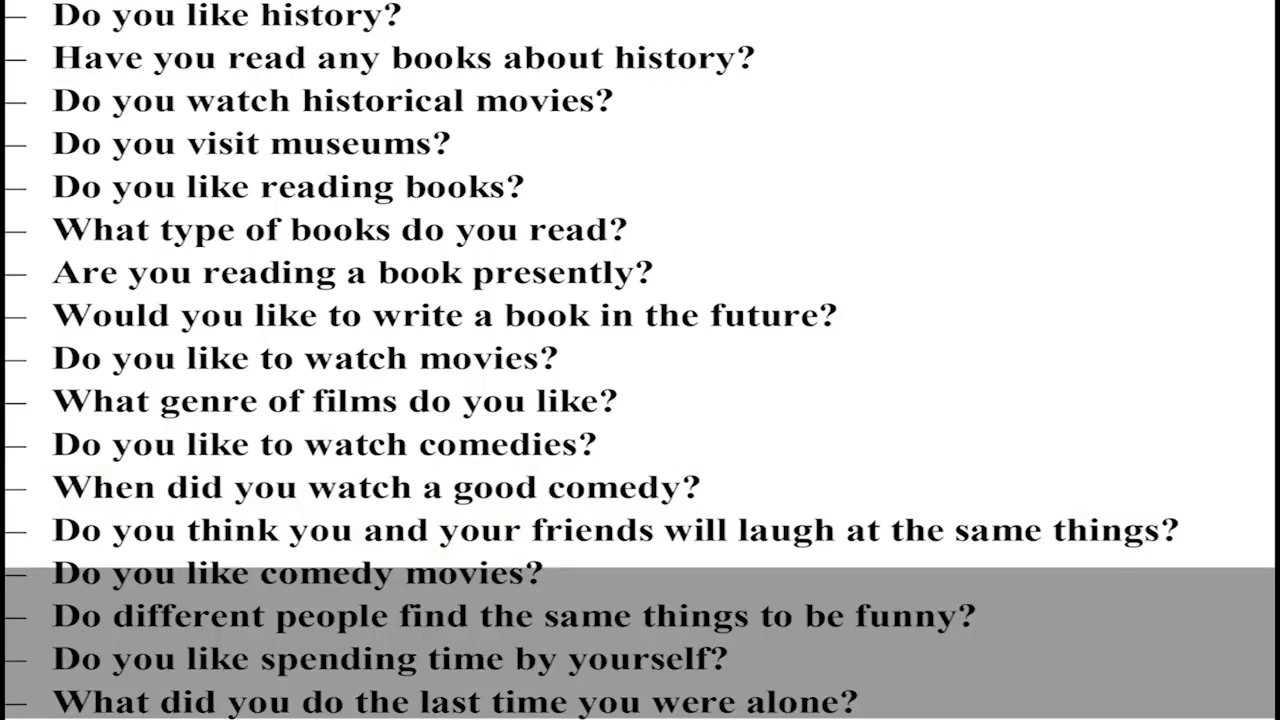 – Do you like history?
– Have you read any books about history?
– Do you watch historical movies?
– Do you visit museums?
– Do you like reading books?
– What type of books do you read?
– Are you reading a book presently?
– Would you like to write a book in the future?
– Do you like to watch movies?
– What genre of films do you like?
– Do you like to watch comedies?
– When did you watch a good comedy?
– Do you think you and your friends will laugh at the same things?
– Do you like comedy movies?
– Do different people find the same things to be funny?
– Do you like spending time by yourself?
– What did you do the last time you were alone?